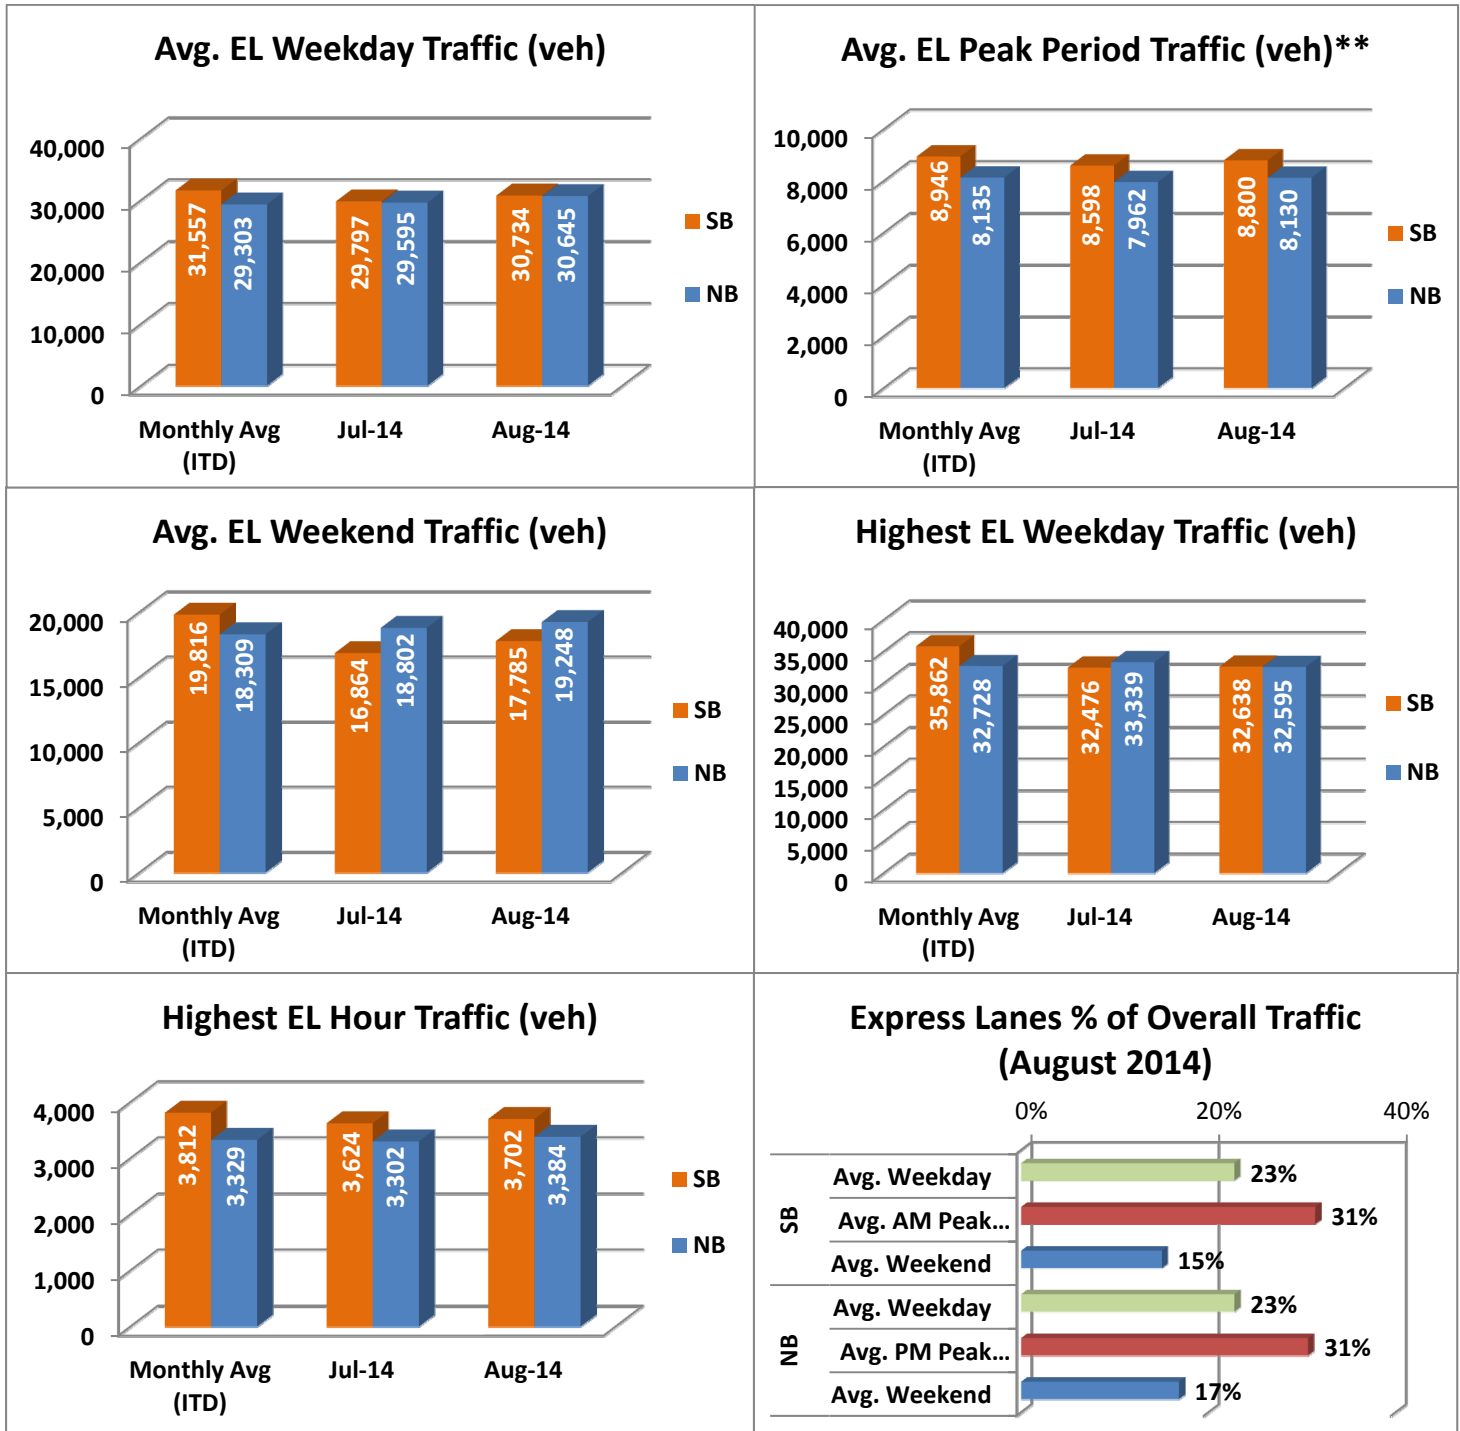 Avg. EL Weekday Traffic (veh)
40,000
30,000
20,000
10,000
0
31,557
29,303
29,797
29,595
30,734
30,645
Monthly Avg
(ITD)
Jul-14
Aug-14
SB
NB
Avg. EL Peak Period Traffic (veh)**
10,000
8,000
6,000
4,000
2,000
0
8,946
8,135
8,598
7,962
8,800
8,130
Monthly Avg
(ITD)
Jul-14
Aug-14
SB
NB
Avg. EL Weekend Traffic (veh)
20,000
15,000
10,000
5,000
0
19,816
18,309
16,864
18,802
17,785
19,248
Monthly Avg
(ITD)
Jul-14
Aug-14
SB
NB
Highest EL Weekday Traffic (veh)
40,000
35,000
30,000
25,000
20,000
15,000
10,000
5,000
0
35,862
32,728
32,476
33,339
32,638
32,595
Monthly Avg
(ITD)
Jul-14
Aug-14
SB
NB
Highest EL Hour Traffic (veh)
4,000
3,000
2,000
1,000
0
3,812
3,329
3,624
3,302
3,702
3,384
Monthly Avg
(ITD)
Jul-14
Aug-14
SB
NB
Express Lanes % of Overall Traffic
(August 2014)
0% 20% 40%
SB
Avg. Weekday 23%
Avg. AM Peak... 31%
Avg. Weekend 15%
NB
Avg. Weekday 23%
Avg. PM Peak... 31%
Avg. Weekend 17%